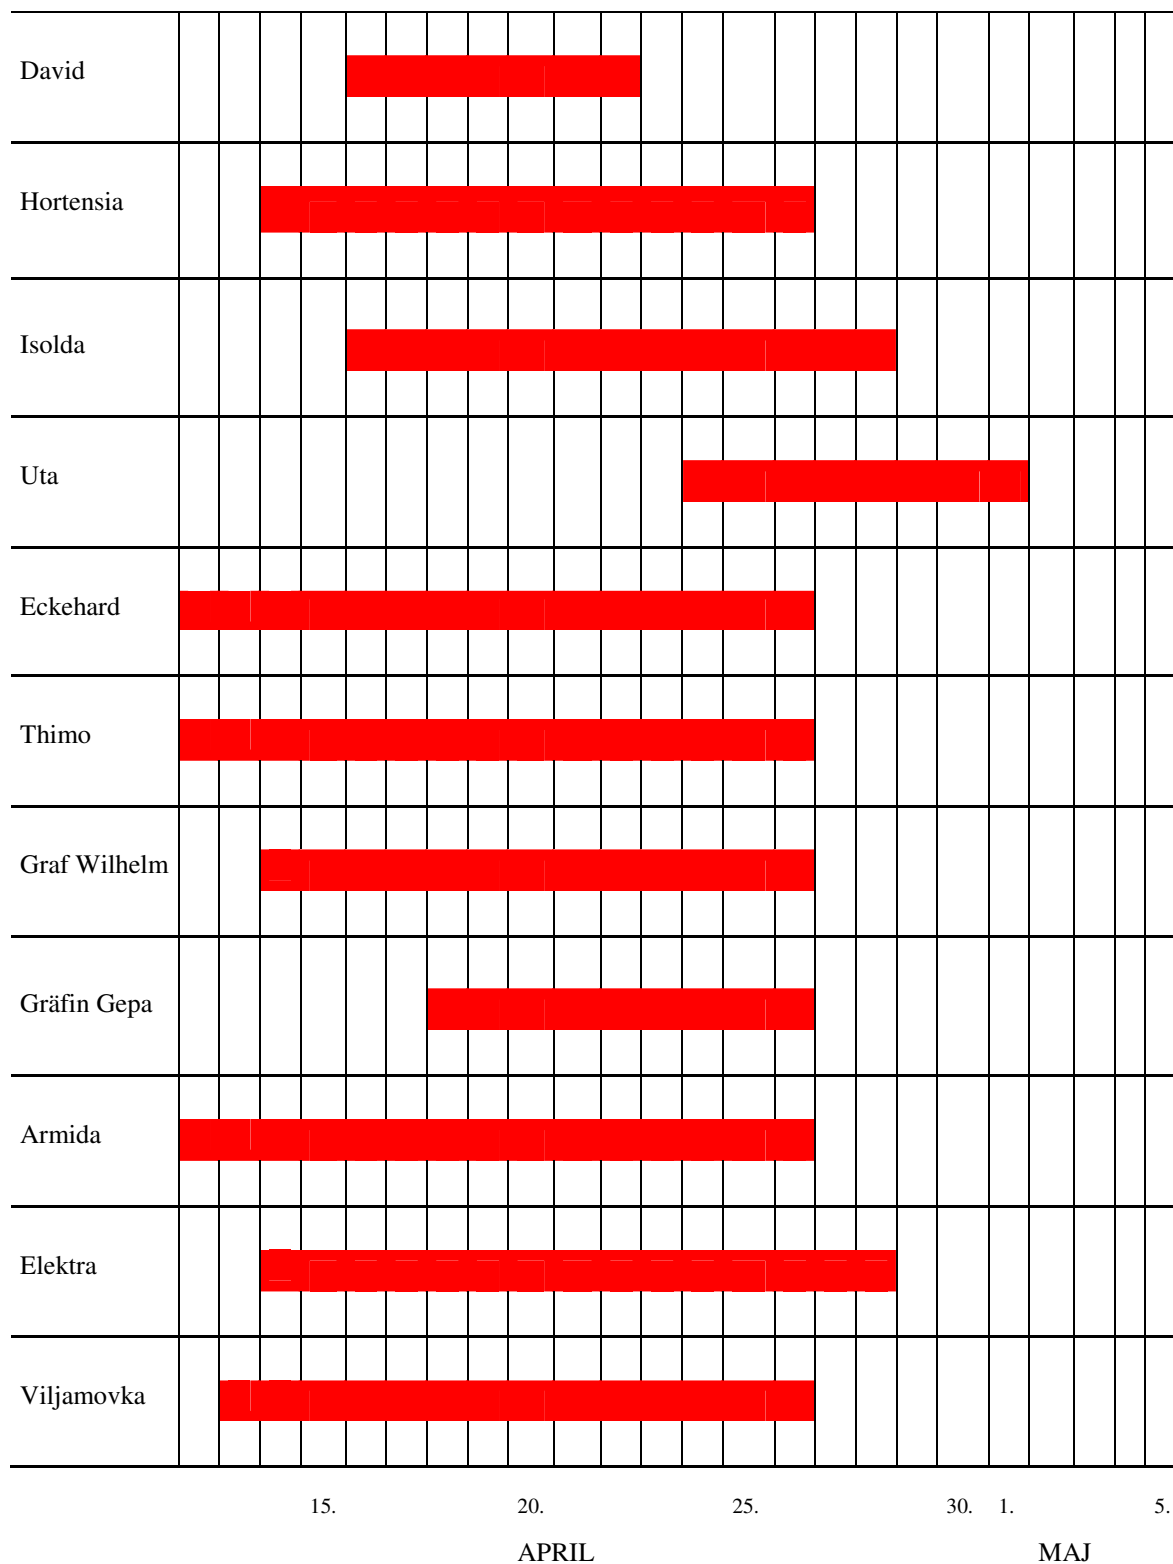 David
Hortensia
Isolda
Uta
Eckehard
Thimo
Graf Wilhelm
Gräfin Gepa
Armida
Elektra
Viljamovka
15. 20. 25. 30. 1. 5.
APRIL MAJ